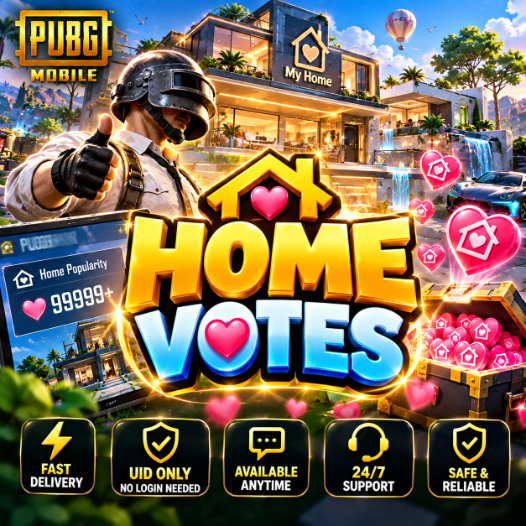 PUBG
MOBILE
My Home
Home Popularity
99999+
HOME
VOTES
FAST
DELIVERY
UID ONLY
NO LOGIN NEEDED
AVAILABLE
ANYTIME
24/7
SUPPORT
SAFE &
RELIABLE